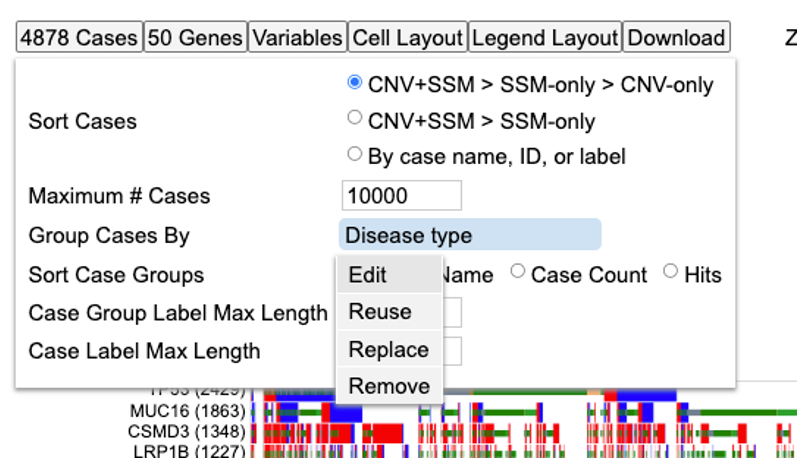 4878 Cases 50 Genes Variables Cell Layout Legend Layout Download Z
CNV+SSM > SSM-only > CNV-only
Sort Cases
CNV+SSM > SSM-only
By case name, ID, or label
Maximum # Cases 10000
Group Cases By Disease type
Sort Case Groups Edit Name Case Count Hits
Case Group Label Max Length Reuse
Case Label Max Length Replace
Remove
TP53 (2429)
MUC16 (1863)
CSMD3 (1348)
LRP1B (1227)